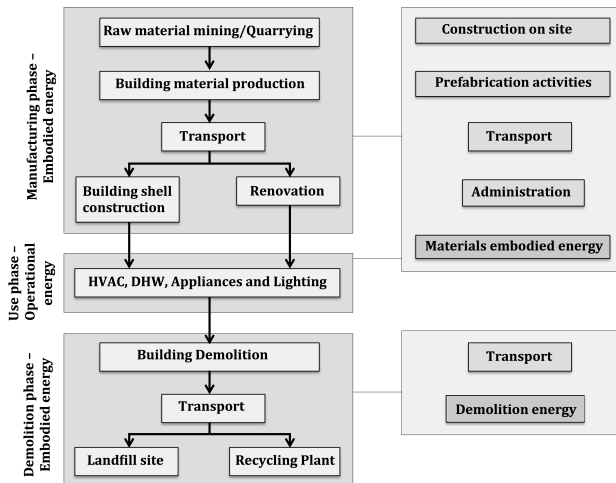 Manufacturing phase –
Embodied energy
Raw material mining/Quarrying
Building material production
Transport
Building shell
construction
Renovation
Use phase –
Operational
energy
HVAC, DHW, Appliances and Lighting
Demolition phase –
Embodied energy
Building Demolition
Transport
Landfill site
Recycling Plant
Construction on site
Prefabrication activities
Transport
Administration
Materials embodied energy
Transport
Demolition energy